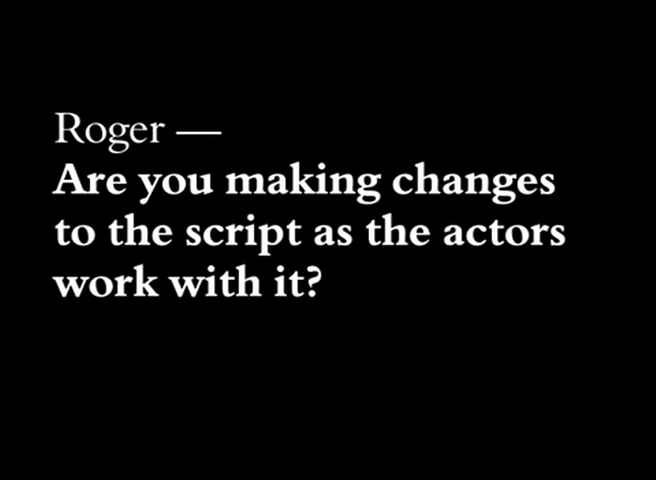 Roger —
Are you making changes
to the script as the actors
work with it?